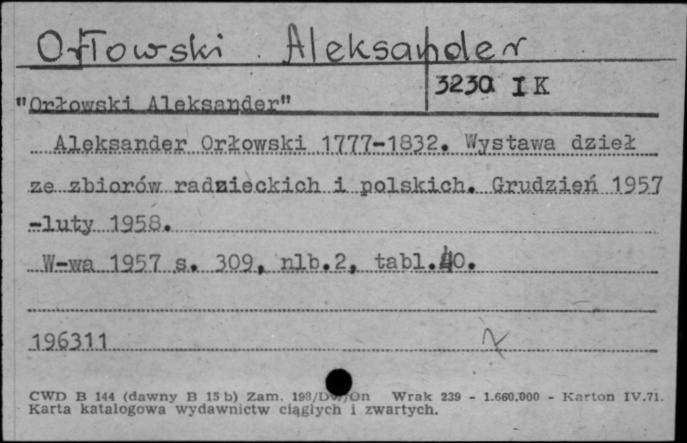 Orłowski Aleksander
3230 I K
"Orłowski Aleksander"
Aleksander Orłowski 1777-1832. Wystawa dzieł
ze zbiorów radzieckich i polskich. Grudzień 1957
-luty 1958.
W-wa 1957 s. 309, nlb.2, tabl.40.
196311
CWD B 144 (dawny B 15 b) Zam. Wrak 239 - 1.660.000 - Karton IV.71.
Karta katalogowa wydawnictw ciągłych i zwartych.